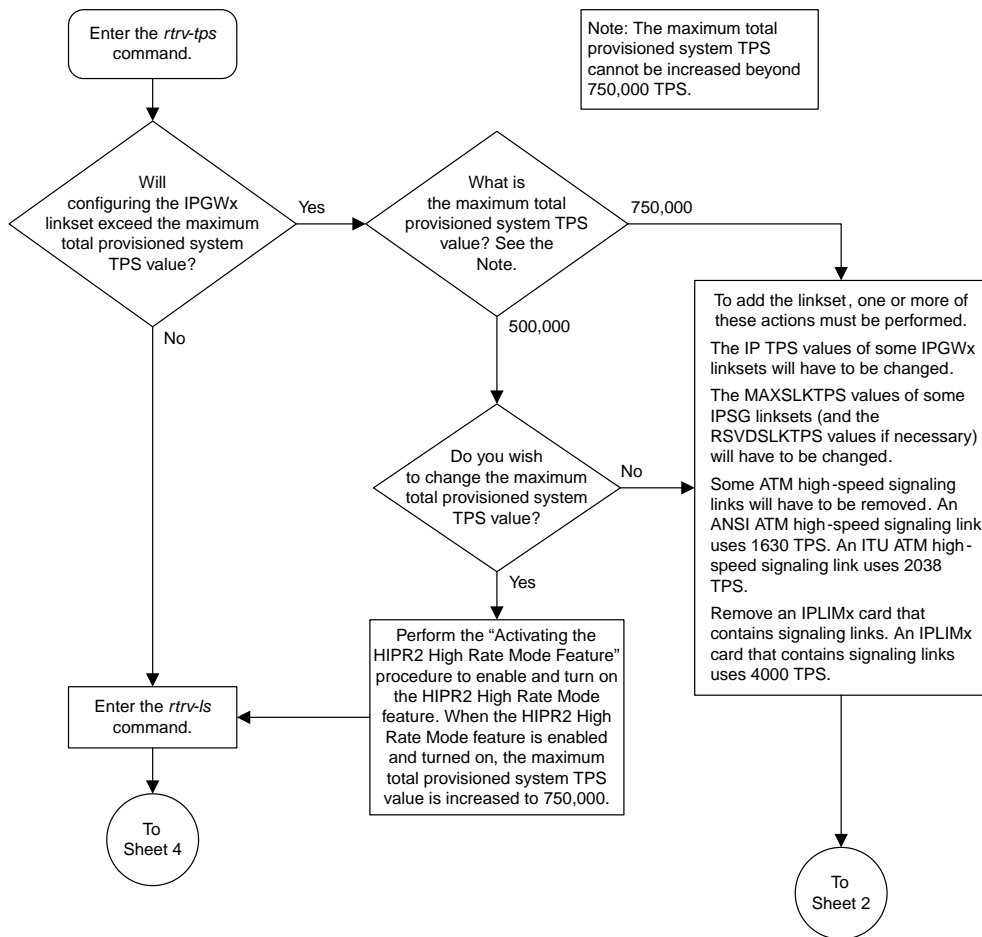 Enter the rtrv-tps
command.
Note: The maximum total
provisioned system TPS
cannot be increased beyond
750,000 TPS.
Will
configuring the IPGWx
linkset exceed the maximum
total provisioned system
TPS value?
Yes
What is
the maximum total
provisioned system TPS
value? See the
Note.
750,000
No
500,000
To add the linkset, one or more of
these actions must be performed.
The IP TPS values of some IPGWx
linksets will have to be changed.
The MAXSLKTPS values of some
IPSG linksets (and the
RSVDSLKTPS values if necessary)
will have to be changed.
Some ATM high-speed signaling
links will have to be removed. An
ANSI ATM high-speed signaling link
uses 1630 TPS. An ITU ATM high-
speed signaling link uses 2038
TPS.
Remove an IPLIMx card that
contains signaling links. An IPLIMx
card that contains signaling links
uses 4000 TPS.
Do you wish
to change the maximum
total provisioned system
TPS value?
No
Yes
Perform the “Activating the
HIPR2 High Rate Mode Feature”
procedure to enable and turn on
the HIPR2 High Rate Mode
feature. When the HIPR2 High
Rate Mode feature is enabled
and turned on, the maximum
total provisioned system TPS
value is increased to 750,000.
Enter the rtrv-ls
command.
To
Sheet 4
To
Sheet 2